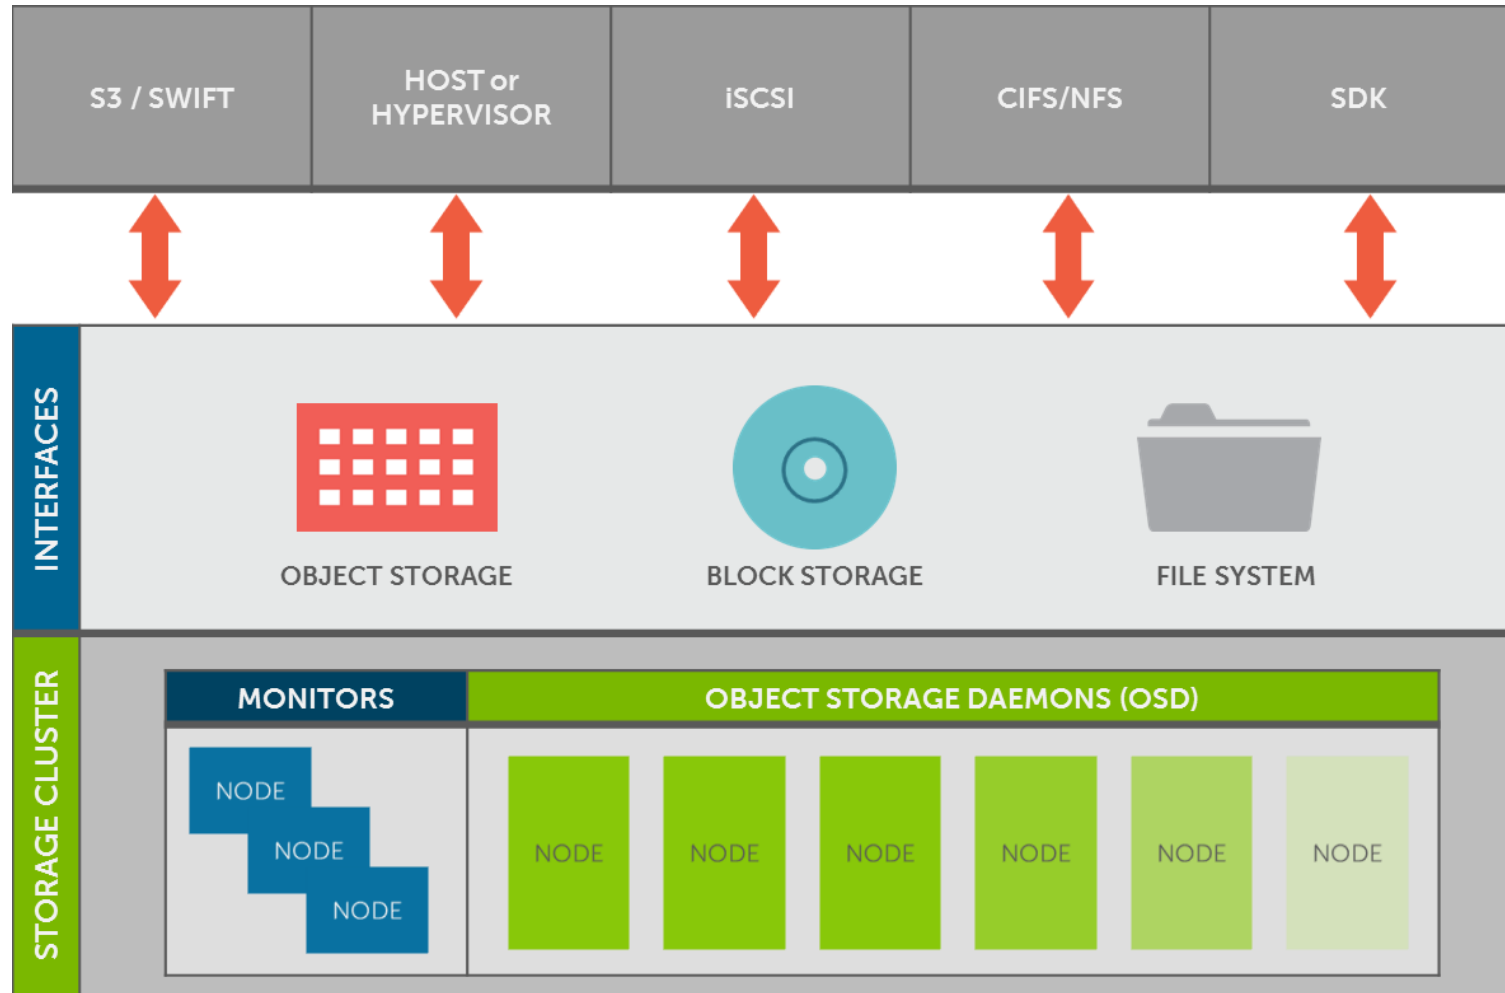 S3 / SWIFT
HOST or
HYPERVISOR
iSCSI
CIFS/NFS
SDK
INTERFACES
OBJECT STORAGE
BLOCK STORAGE
FILE SYSTEM
STORAGE CLUSTER
MONITORS
OBJECT STORAGE DAEMONS (OSD)
NODE
NODE
NODE
NODE
NODE
NODE
NODE
NODE
NODE